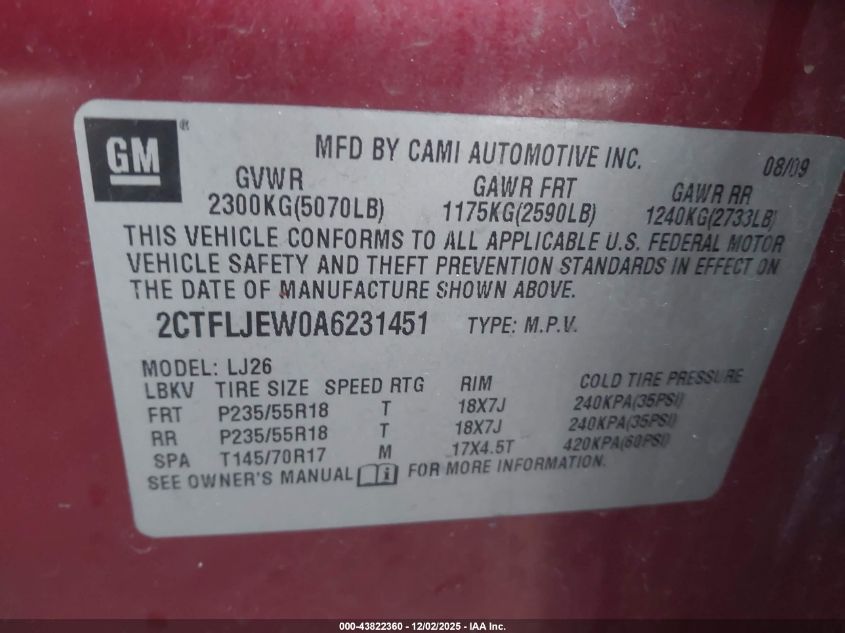 GM ®
MFD BY CAMI AUTOMOTIVE INC. 08/09
GVWR GAWR FRT GAWR RR
2300KG(5070LB) 1175KG(2590LB) 1240KG(2733LB)
THIS VEHICLE CONFORMS TO ALL APPLICABLE U.S. FEDERAL MOTOR
VEHICLE SAFETY AND THEFT PREVENTION STANDARDS IN EFFECT ON
THE DATE OF MANUFACTURE SHOWN ABOVE.
2CTFLJEW0A6231451 TYPE: M.P.V.
MODEL: LJ26
LBKV TIRE SIZE SPEED RTG RIM COLD TIRE PRESSURE
FRT P235/55R18 T 18X7J 240KPA(35PSI)
RR P235/55R18 T 18X7J 240KPA(35PSI)
SPA T145/70R17 M 17X4.5T 420KPA(60PSI)
SEE OWNER'S MANUAL i FOR MORE INFORMATION.
000-43822360 - 12/02/2025 - IAA Inc.